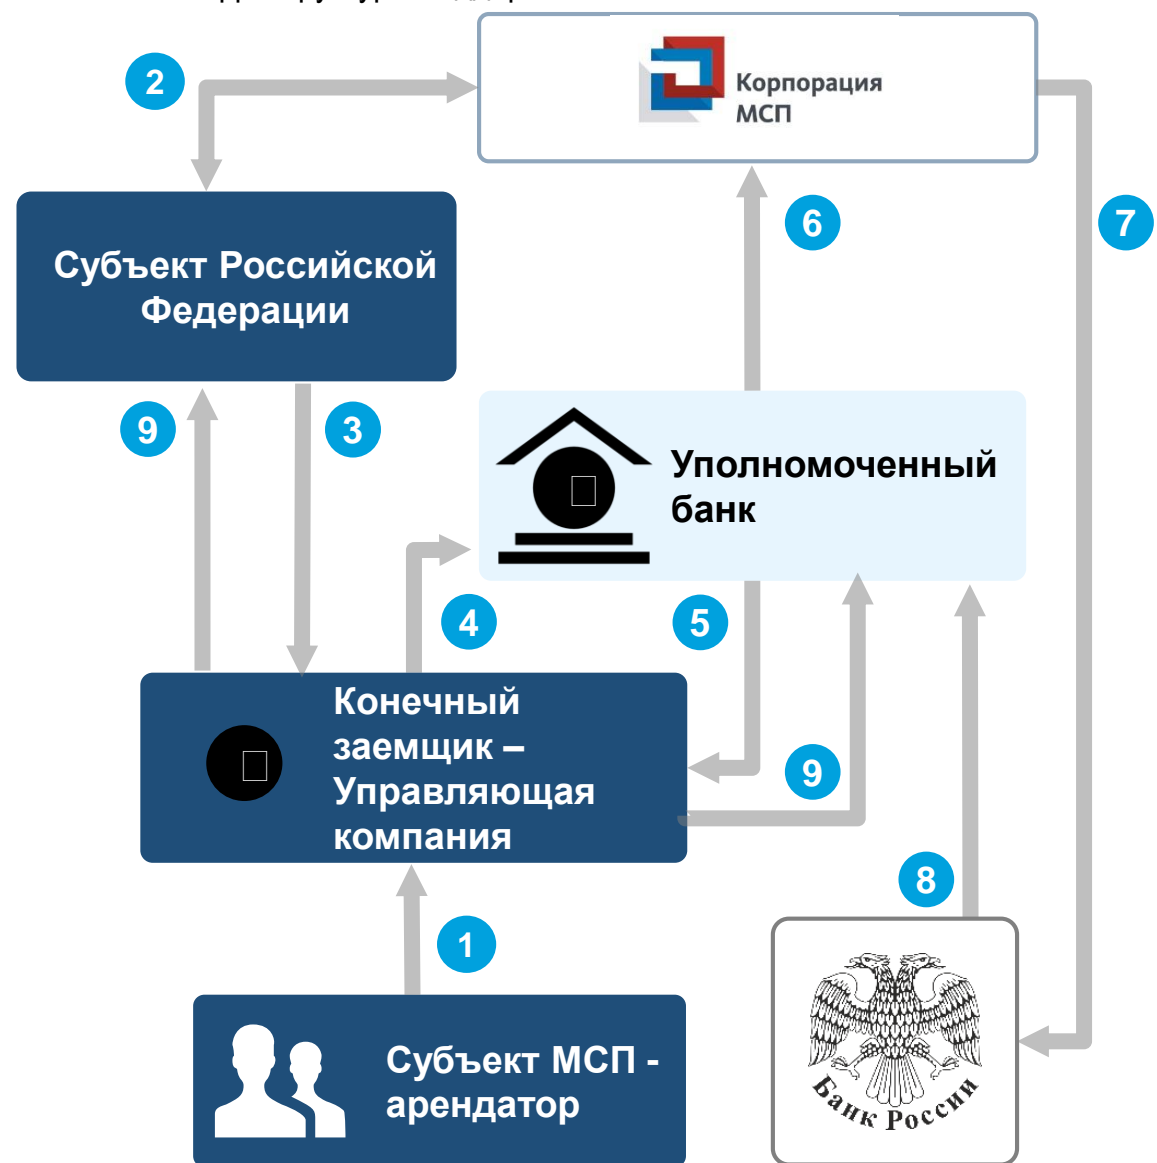 2
Корпорация
МСП
6
7
Субъект Российской
Федерации
9
3
Уполномоченный
банк
4
5
Конечный
заемщик –
Управляющая
компания
9
8
1
Субъект МСП -
арендатор
Банк России